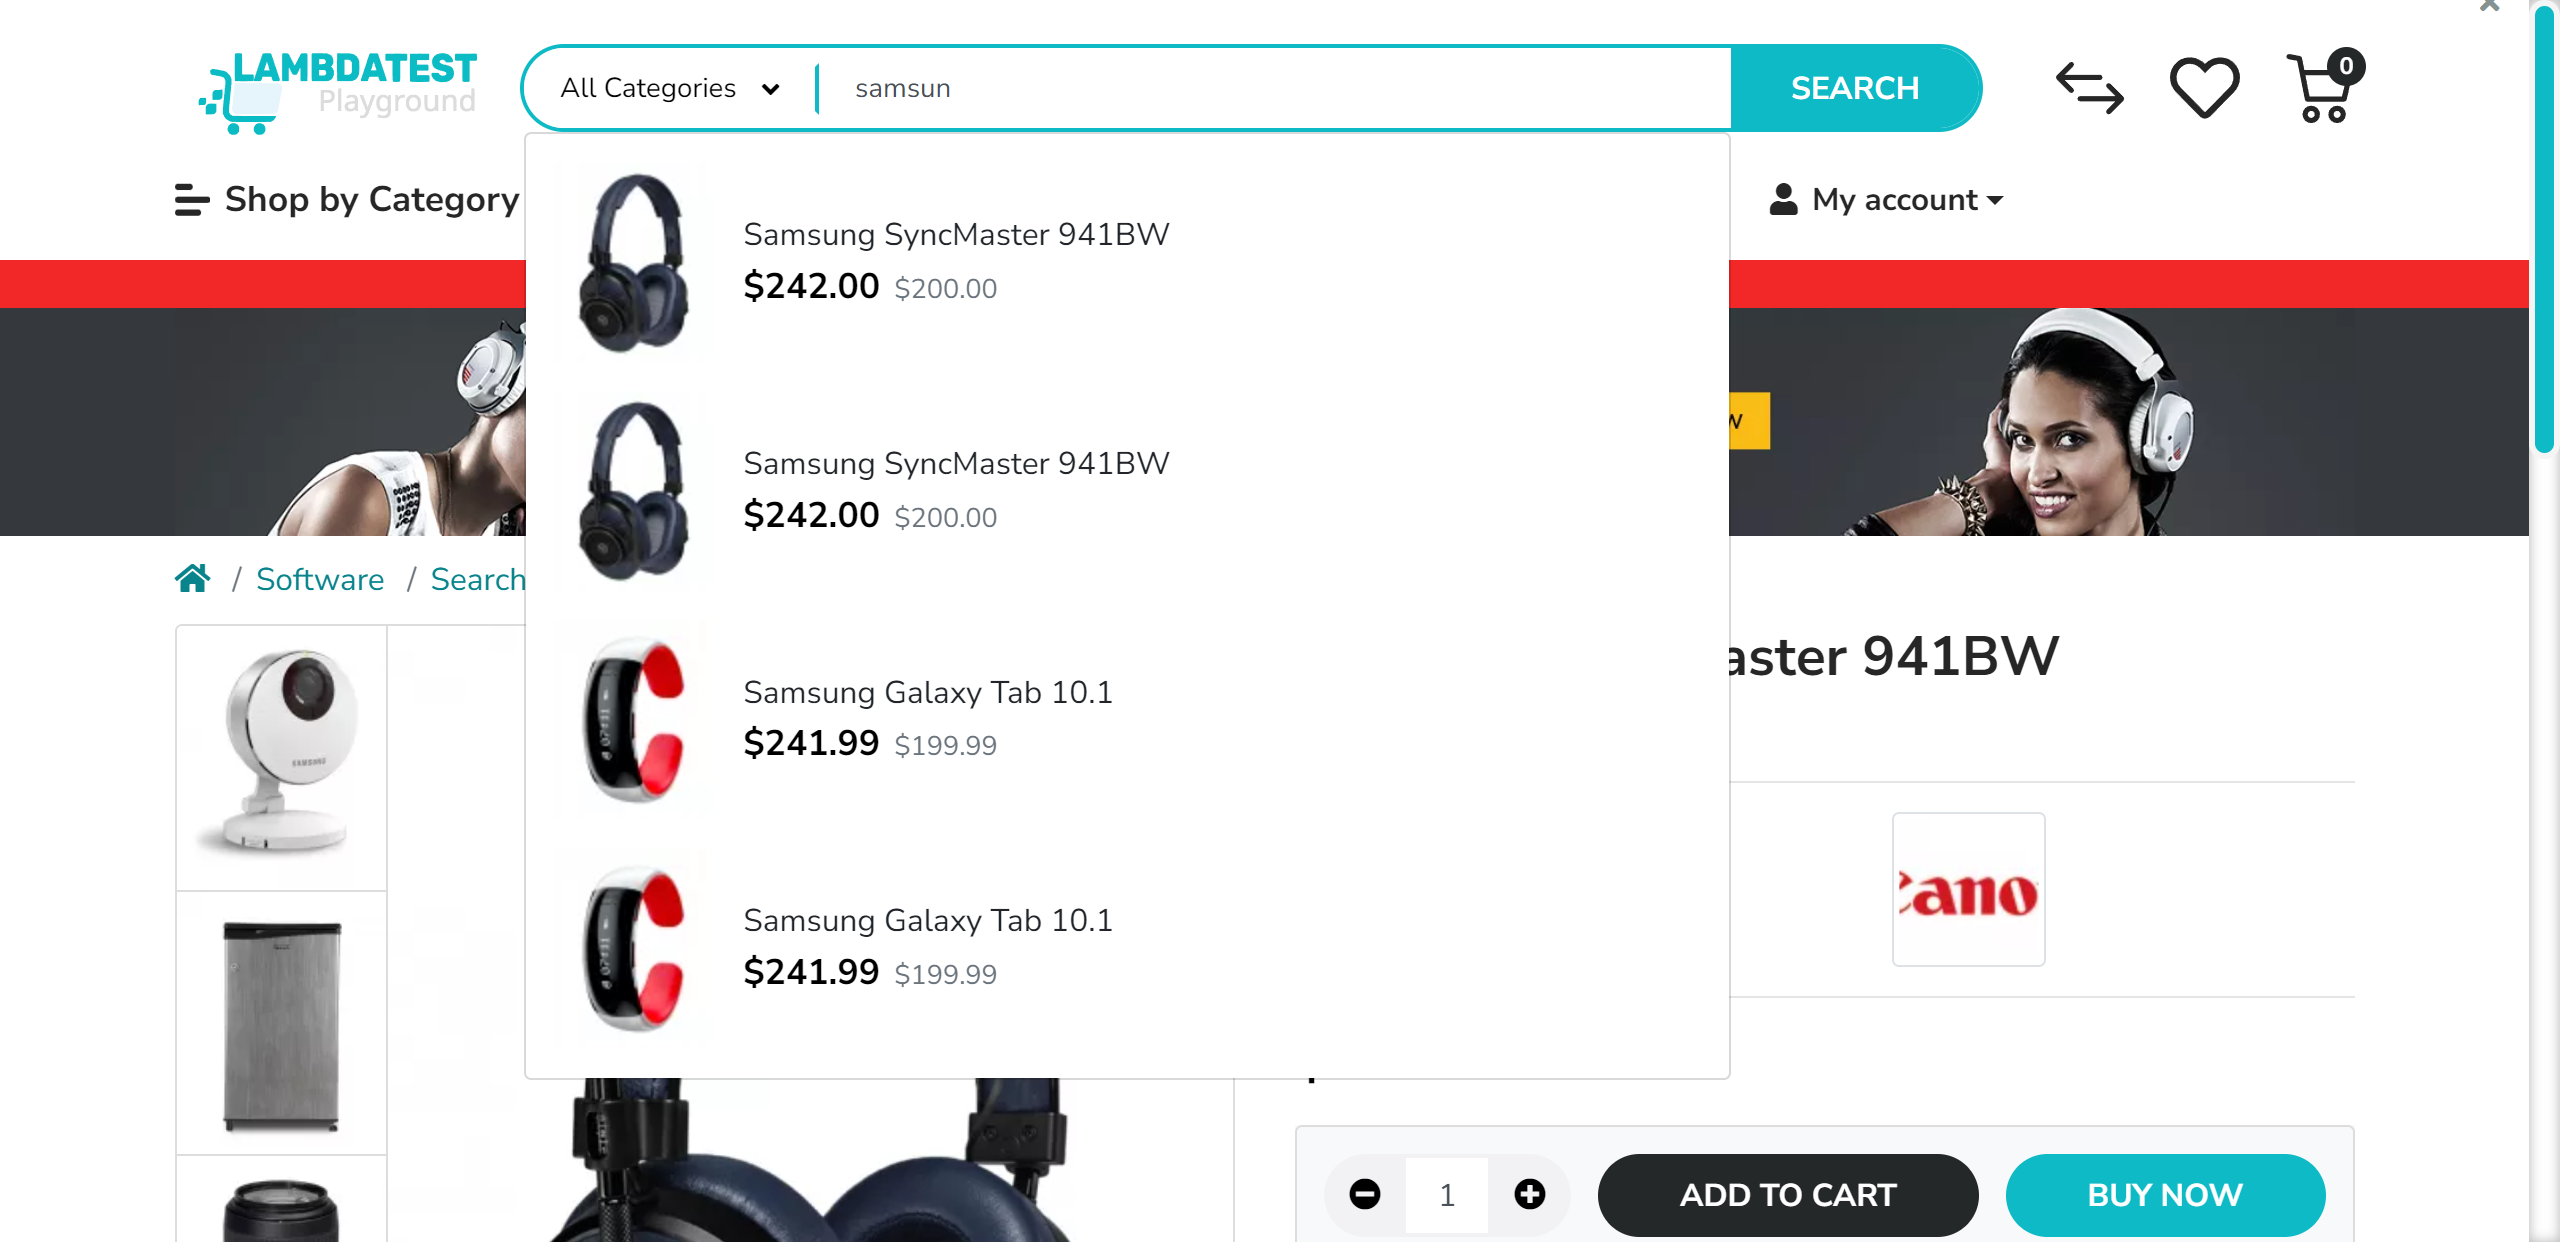 LAMBDATEST
Playground
All Categories
samsun
SEARCH
0
Shop by Category
My account
Samsung SyncMaster 941BW
$242.00 $200.00
Samsung SyncMaster 941BW
$242.00 $200.00
/ Software / Search
aster 941BW
Samsung Galaxy Tab 10.1
$241.99 $199.99
SAMSUNG
Samsung Galaxy Tab 10.1
$241.99 $199.99
1
ADD TO CART
BUY NOW